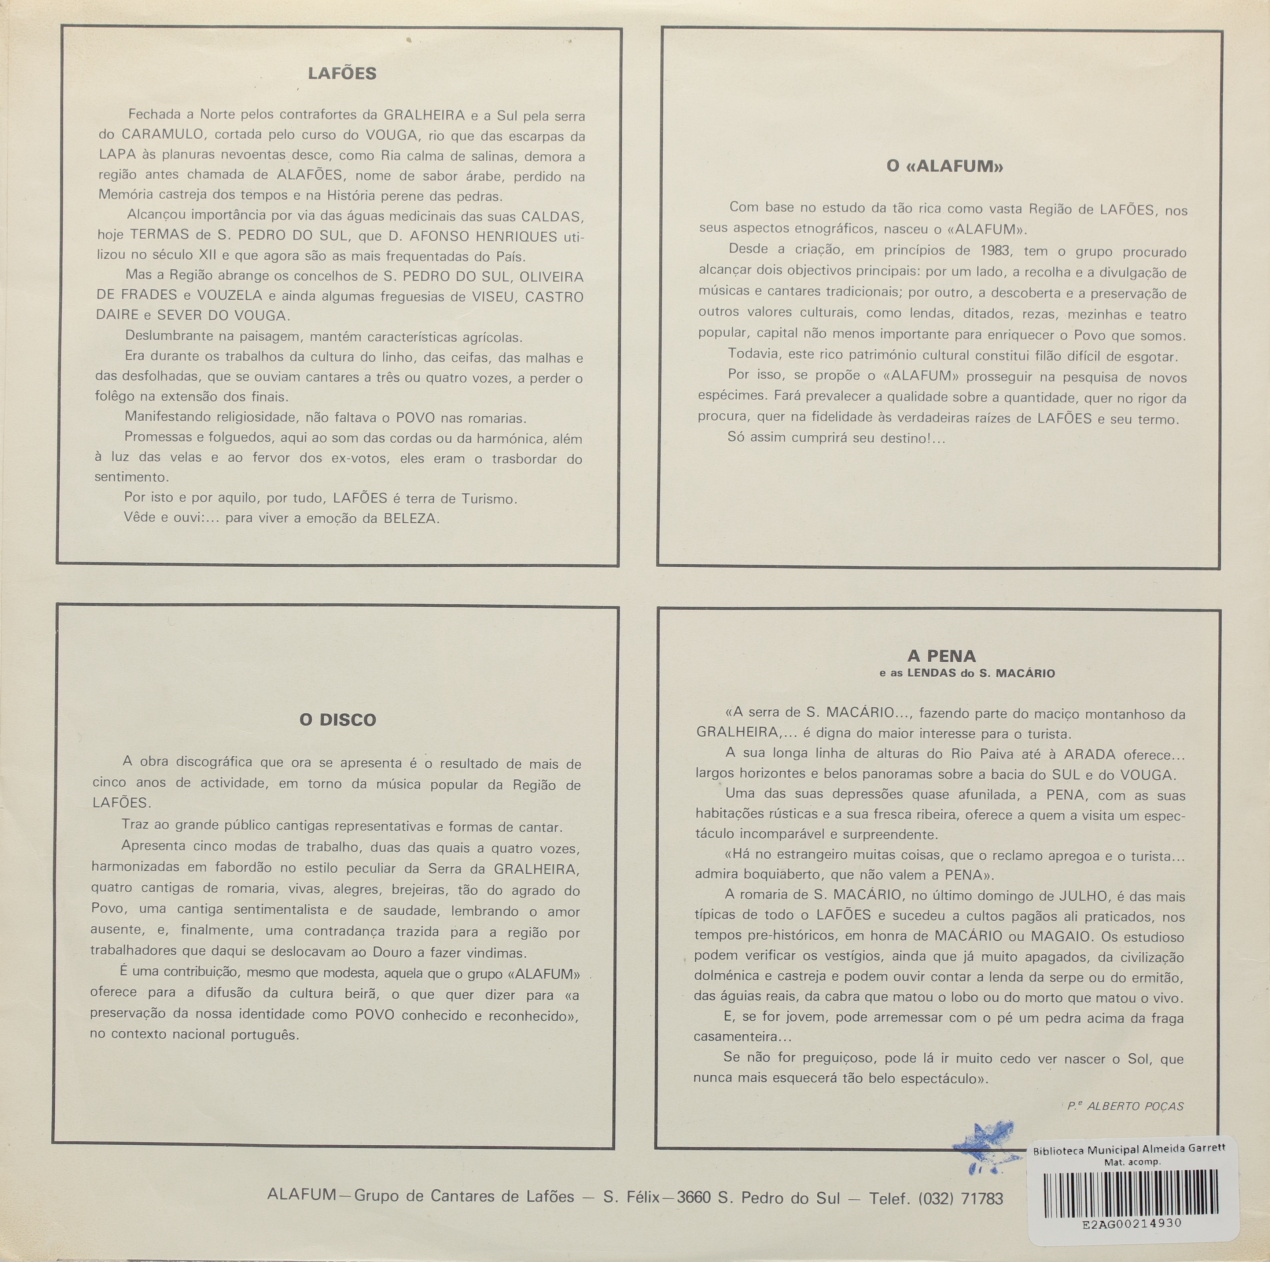 LAFÕES
Fechada a Norte pelos contrafortes da GRALHEIRA e a Sul pela serra
do CARAMULO, cortada pelo curso do VOUGA, rio que das escarpas da
LAPA às planuras nevoentas desce, como Ria calma de salinas, demora a
região antes chamada de ALAFÕES, nome de sabor árabe, perdido na
Memória castreja dos tempos e na História perene das pedras.
Alcançou importância por via das águas medicinais das suas CALDAS,
hoje TERMAS de S. PEDRO DO SUL, que D. AFONSO HENRIQUES uti-
lizou no século XII e que agora são as mais frequentadas do País.
Mas a Região abrange os concelhos de S. PEDRO DO SUL, OLIVEIRA
DE FRADES e VOUZELA e ainda algumas freguesias de VISEU, CASTRO
DAIRE e SEVER DO VOUGA.
Deslumbrante na paisagem, mantém características agrícolas.
Era durante os trabalhos da cultura do linho, das ceifas, das malhas e
das desfolhadas, que se ouviam cantares a três ou quatro vozes, a perder o
folêgo na extensão dos finais.
Manifestando religiosidade, não faltava o POVO nas romarias.
Promessas e folguedos, aqui ao som das cordas ou da harmónica, além
à luz das velas e ao fervor dos ex-votos, eles eram o trasbordar do
sentimento.
Por isto e por aquilo, por tudo, LAFÕES é terra de Turismo.
Vêde e ouvi:... para viver a emoção da BELEZA.
O «ALAFUM»
Com base no estudo da tão rica como vasta Região de LAFÕES, nos
seus aspectos etnográficos, nasceu o «ALAFUM».
Desde a criação, em princípios de 1983, tem o grupo procurado
alcançar dois objectivos principais: por um lado, a recolha e a divulgação de
músicas e cantares tradicionais; por outro, a descoberta e a preservação de
outros valores culturais, como lendas, ditados, rezas, mezinhas e teatro
popular, capital não menos importante para enriquecer o Povo que somos.
Todavia, este rico património cultural constitui filão difícil de esgotar.
Por isso, se propõe o «ALAFUM» prosseguir na pesquisa de novos
espécimes. Fará prevalecer a qualidade sobre a quantidade, quer no rigor da
procura, quer na fidelidade às verdadeiras raízes de LAFÕES e seu termo.
Só assim cumprirá seu destino!...
O DISCO
A obra discográfica que ora se apresenta é o resultado de mais de
cinco anos de actividade, em torno da música popular da Região de
LAFÕES.
Traz ao grande público cantigas representativas e formas de cantar.
Apresenta cinco modas de trabalho, duas das quais a quatro vozes,
harmonizadas em fabordão no estilo peculiar da Serra da GRALHEIRA,
quatro cantigas de romaria, vivas, alegres, brejeiras, tão do agrado do
Povo, uma cantiga sentimentalista e de saudade, lembrando o amor
ausente, e, finalmente, uma contradança trazida para a região por
trabalhadores que daqui se deslocavam ao Douro a fazer vindimas.
É uma contribuição, mesmo que modesta, aquela que o grupo «ALAFUM»
oferece para a difusão da cultura beirã, o que quer dizer para «a
preservação da nossa identidade como POVO conhecido e reconhecido»,
no contexto nacional português.
A PENA
e as LENDAS do S. MACÁRIO
«A serra de S. MACÁRIO..., fazendo parte do maciço montanhoso da
GRALHEIRA,... é digna do maior interesse para o turista.
A sua longa linha de alturas do Rio Paiva até à ARADA oferece...
largos horizontes e belos panoramas sobre a bacia do SUL e do VOUGA.
Uma das suas depressões quase afunilada, a PENA, com as suas
habitações rústicas e a sua fresca ribeira, oferece a quem a visita um espec-
táculo incomparável e surpreendente.
«Há no estrangeiro muitas coisas, que o reclamo apregoa e o turista...
admira boquiaberto, que não valem a PENA».
A romaria de S. MACÁRIO, no último domingo de JULHO, é das mais
típicas de todo o LAFÕES e sucedeu a cultos pagãos ali praticados, nos
tempos pre-históricos, em honra de MACÁRIO ou MAGAIO. Os estudioso
podem verificar os vestígios, ainda que já muito apagados, da civilização
dolménica e castreja e podem ouvir contar a lenda da serpe ou do ermitão,
das águias reais, da cabra que matou o lobo ou do morto que matou o vivo.
E, se for jovem, pode arremessar com o pé um pedra acima da fraga
casamenteira...
Se não for preguiçoso, pode lá ir muito cedo ver nascer o Sol, que
nunca mais esquecerá tão belo espectáculo».
P.e ALBERTO POÇAS
ALAFUM—Grupo de Cantares de Lafões — S. Félix—3660 S. Pedro do Sul — Telef. (032) 71783
Biblioteca Municipal Almeida Garrett
Mat. acomp.
E2AG00214930